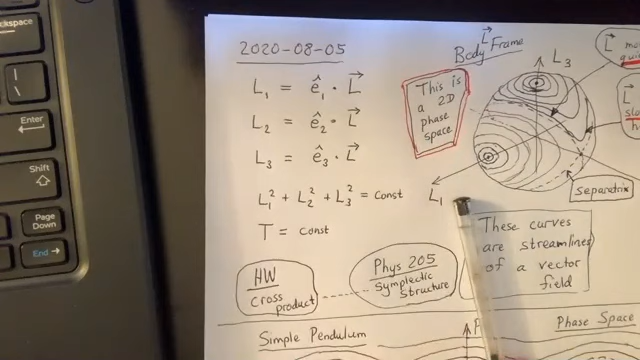 2020-08-05
L₁ = ê₁ · L⃗
L₂ = ê₂ · L⃗
L₃ = ê₃ · L⃗
L₁² + L₂² + L₃² = const
T = const
HW
cross
product
Phys 205
Symplectic
Structure
This is
a 2D
phase
space
L⃗
Body Frame
L₃
L₁
L⃗
L⃗
Separatrix
These curves
are streamlines
of a vector
field
Simple Pendulum
P
Phase Space
Backspace
\
Enter
Shift
Page
Down
End